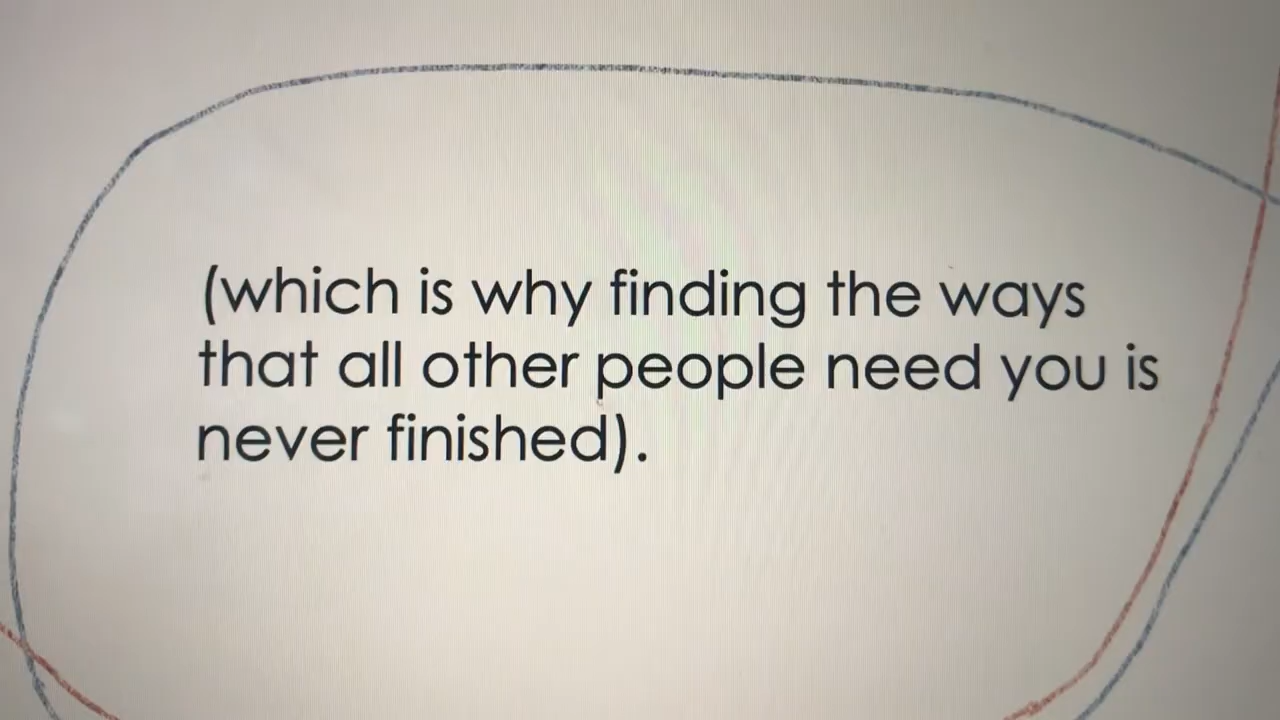 (which is why finding the ways
that all other people need you is
never finished).